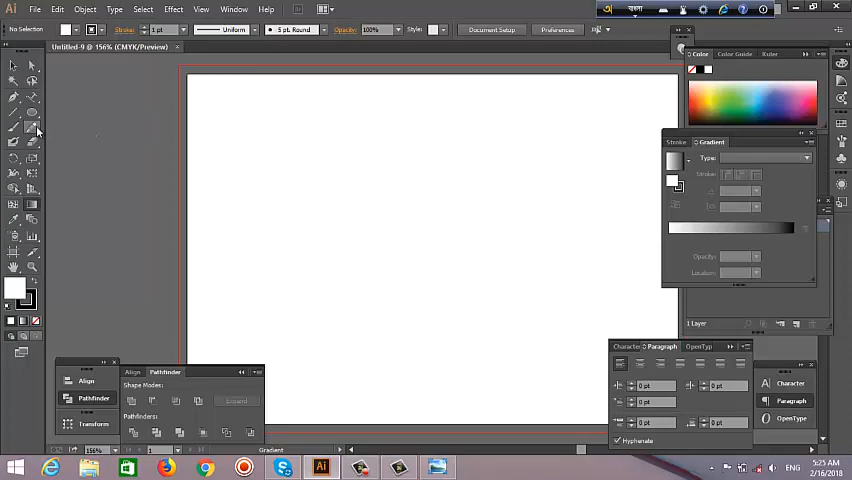 Ai File Edit Object Type Select Effect View Window Help
বাংলা
No Selection Stroke: 1 pt Uniform 5 pt. Round Opacity: 100% Style: Document Setup Preferences
Untitled-9 @ 156% (CMYK/Preview) ×
Color Color Guide Kuler
Stroke Gradient
Type:
Stroke:
Opacity:
Location:
1 Layer
Character Paragraph OpenTyp
0 pt 0 pt
0 pt
0 pt 0 pt
Hyphenate
Character
Paragraph
OpenType
Align
Pathfinder
Transform
Align Pathfinder
Shape Modes:
Expand
Pathfinders:
156% 1 Gradient
Ai ENG 5:25 AM
2/16/2018